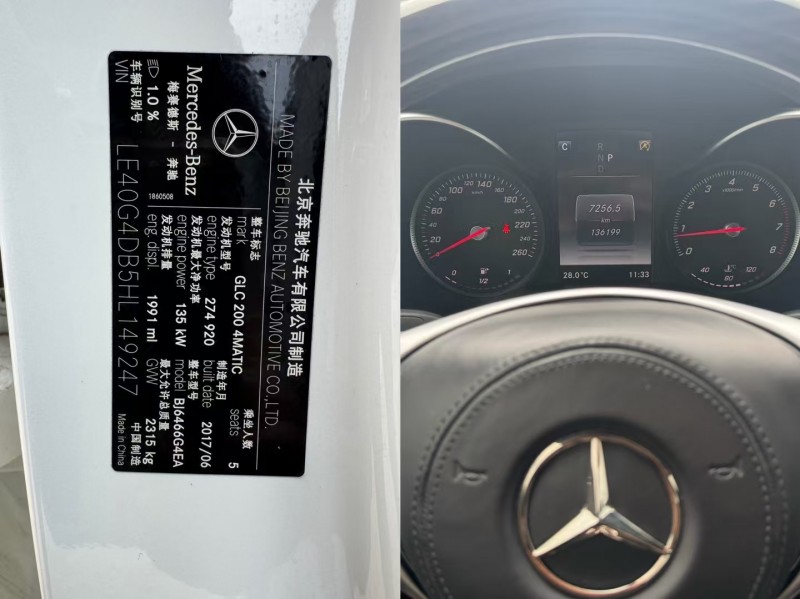 北京奔驰汽车有限公司制造
MADE BY BEIJING BENZ AUTOMOTIVE CO.,LTD.
Mercedes-Benz
梅赛德斯 - 奔驰
1.0 %
1860508
整车标志 乘坐人数
mark GLC 200 4MATIC seats 5
发动机型号 制造年月
engine type 274 920 built date 2017/06
发动机最大净功率 整车型号
engine power 135 kW model BJ6466G4EA
发动机排量 最大允许总质量
eng. displ. 1991 ml GVW 2315 kg
车辆识别号 中国制造
VIN LE40G4DB5HL149247 Made in China
C
R
N P
D
20
40
60
80
100
120
140
160
180
200
220
240
260
km/h
0 1/2
7256.5
km
136199
28.0°C 11:33
1
2
3
4
5
6
7
8
x1000r/min
40 80 120